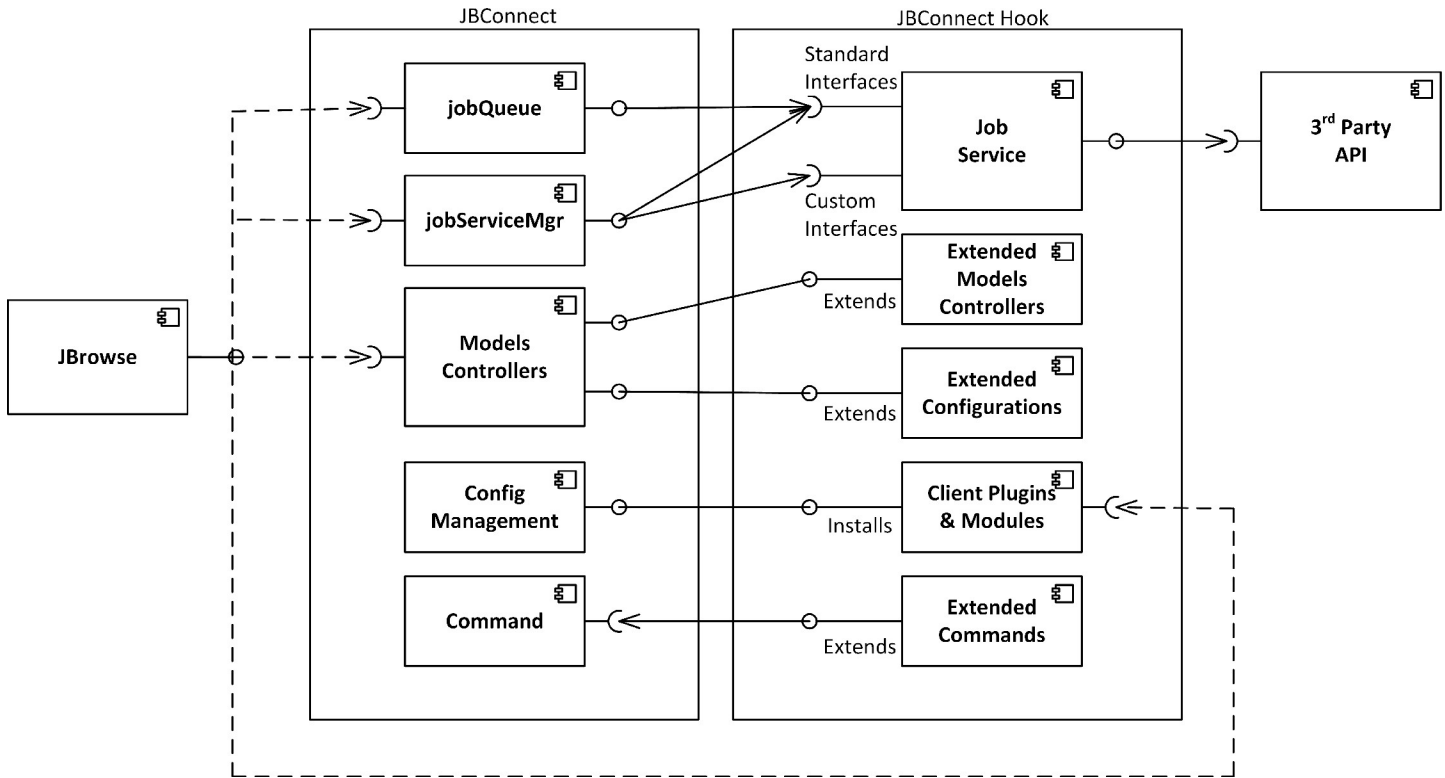 JBConnect
JBConnect Hook
jobQueue
Standard
Interfaces
Job
Service
3rd Party
API
jobServiceMgr
Custom
Interfaces
Extended
Models
Controllers
Extends
JBrowse
Models
Controllers
Extended
Configurations
Extends
Config
Management
Client Plugins
& Modules
Installs
Command
Extended
Commands
Extends